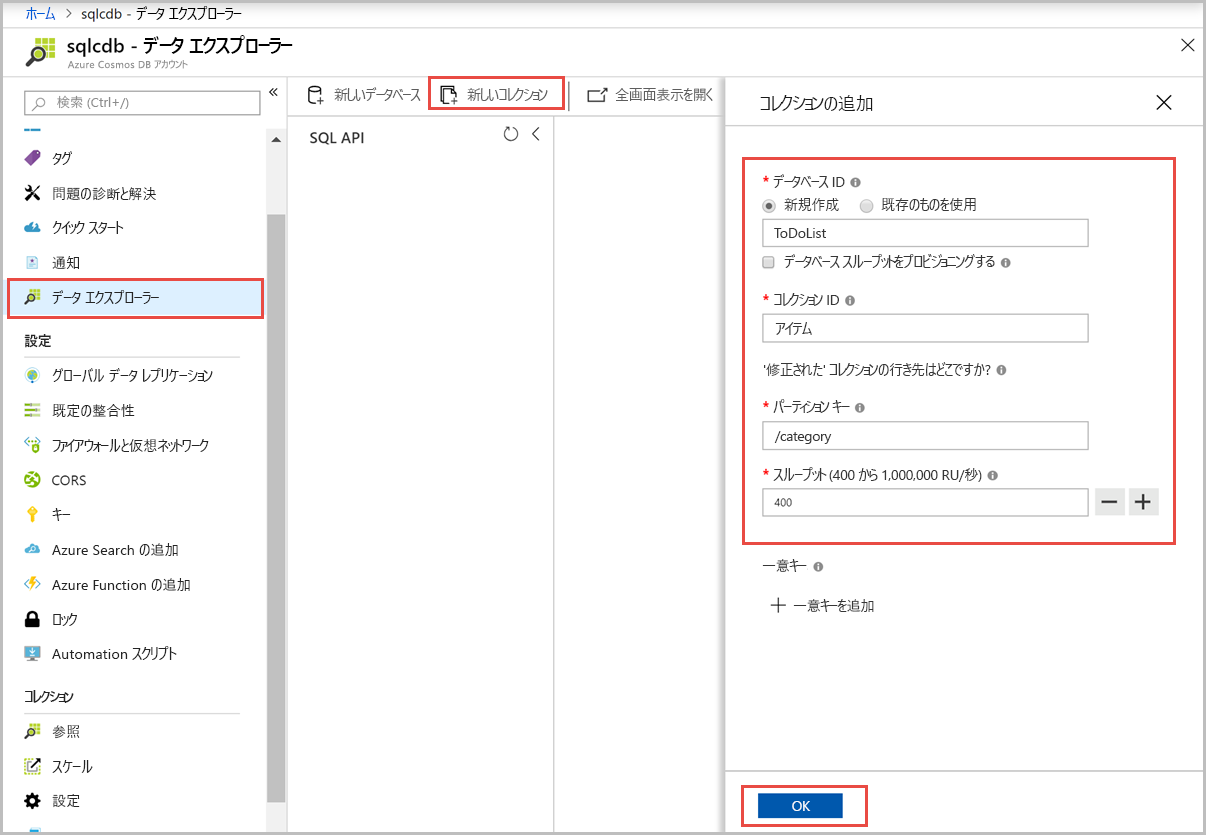 ホーム > sqlcdb - データ エクスプローラー
sqlcdb - データ エクスプローラー
Azure Cosmos DB アカウント
検索 (Ctrl+/)
«
タグ
問題の診断と解決
クイック スタート
通知
データ エクスプローラー
設定
グローバル データ レプリケーション
既定の整合性
ファイアウォールと仮想ネットワーク
CORS
キー
Azure Search の追加
Azure Function の追加
ロック
Automation スクリプト
コレクション
参照
スケール
設定
新しいデータベース 新しいコレクション 全画面表示を開く
SQL API
コレクションの追加
* データベース ID
新規作成 既存のものを使用
ToDoList
データベース スループットをプロビジョニングする
* コレクション ID
アイテム
'修正された' コレクションの行き先はどこですか?
* パーティション キー
/category
* スループット (400 から 1,000,000 RU/秒)
400
一意キー
一意キーを追加
OK